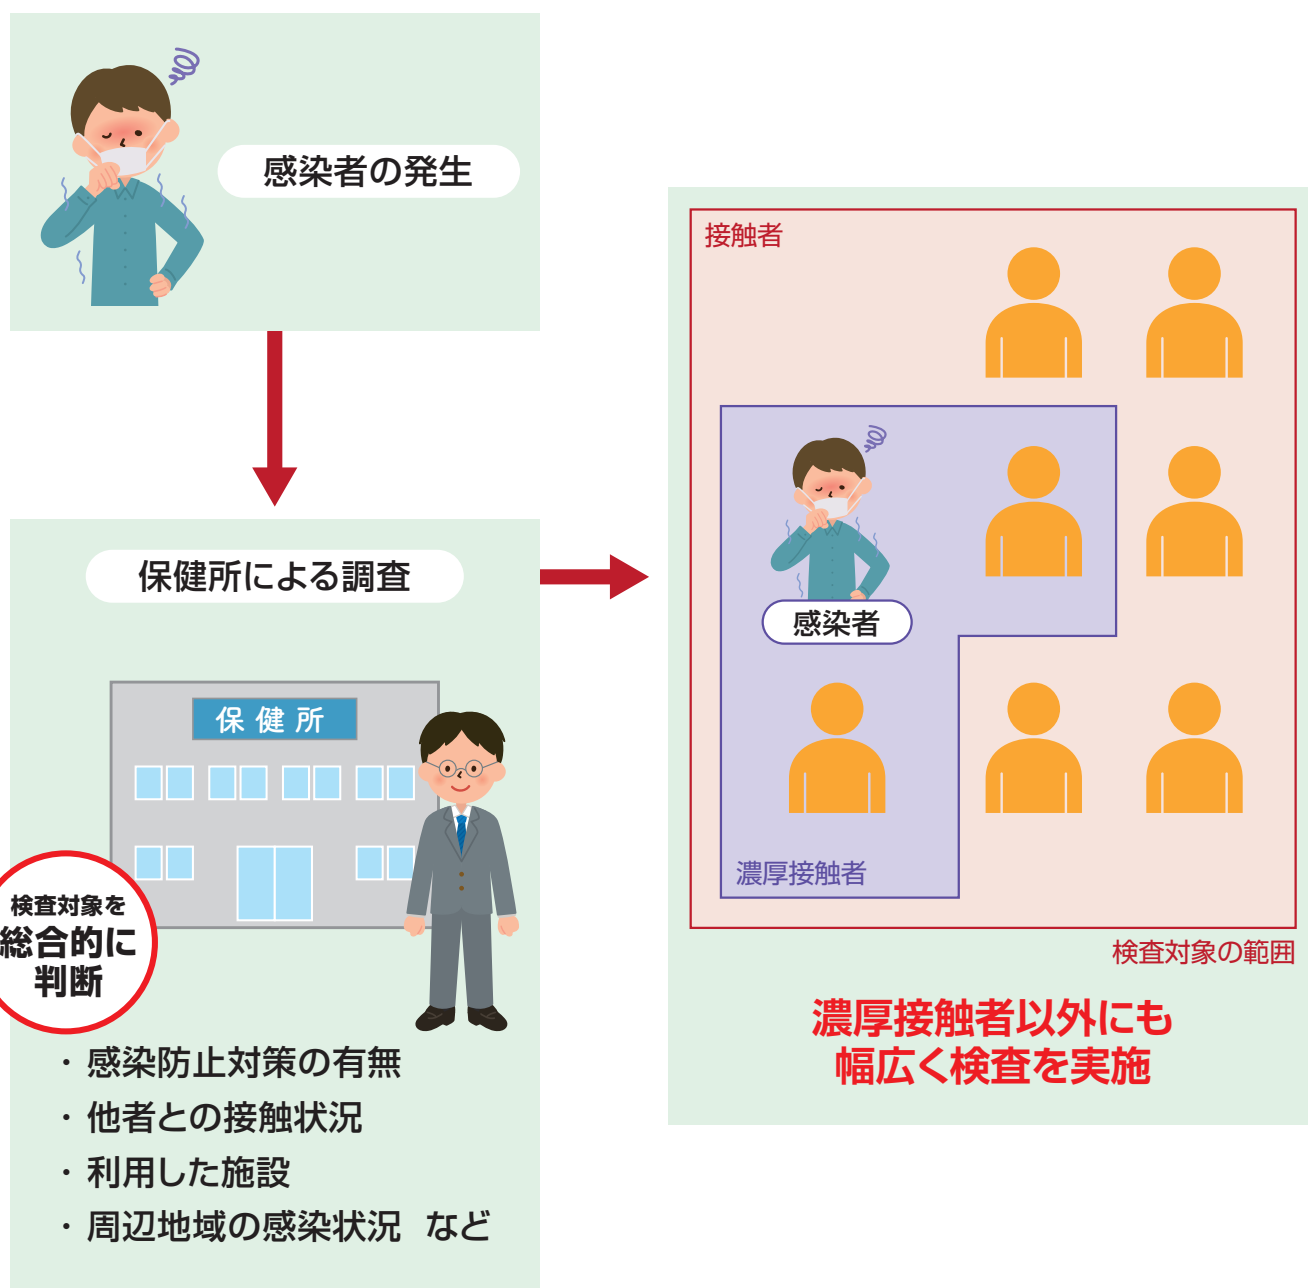 感染者の発生
保健所による調査
保健所
検査対象を
総合的に
判断
・感染防止対策の有無
・他者との接触状況
・利用した施設
・周辺地域の感染状況 など
接触者
感染者
濃厚接触者
検査対象の範囲
濃厚接触者以外にも
幅広く検査を実施